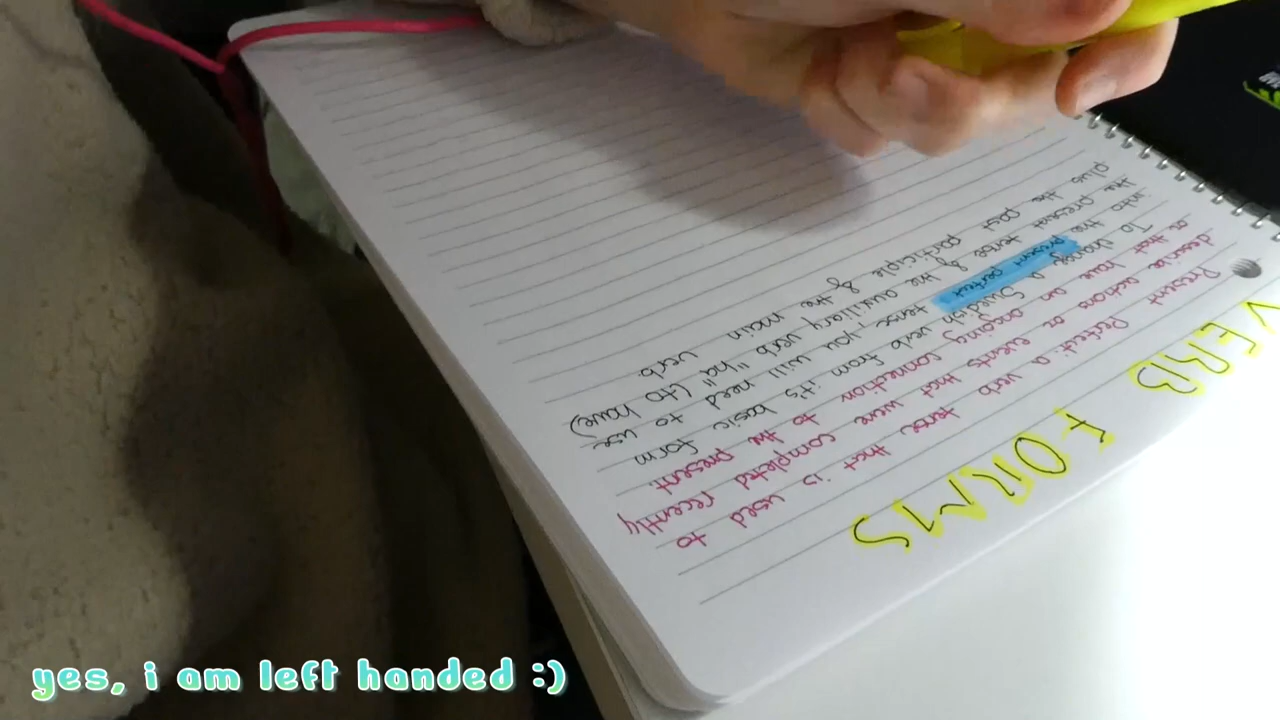 VERB FORMS
Present Perfect: a verb tense that is used to
describe actions or events that were completed recently
or that have an ongoing connection to the present.
To change a Swedish verb from it's basic form
into the present perfect tense, you will need to use
the present tense of the auxiliary verb "ha" (to have)
plus the past participle of the main verb
yes, i am left handed :)